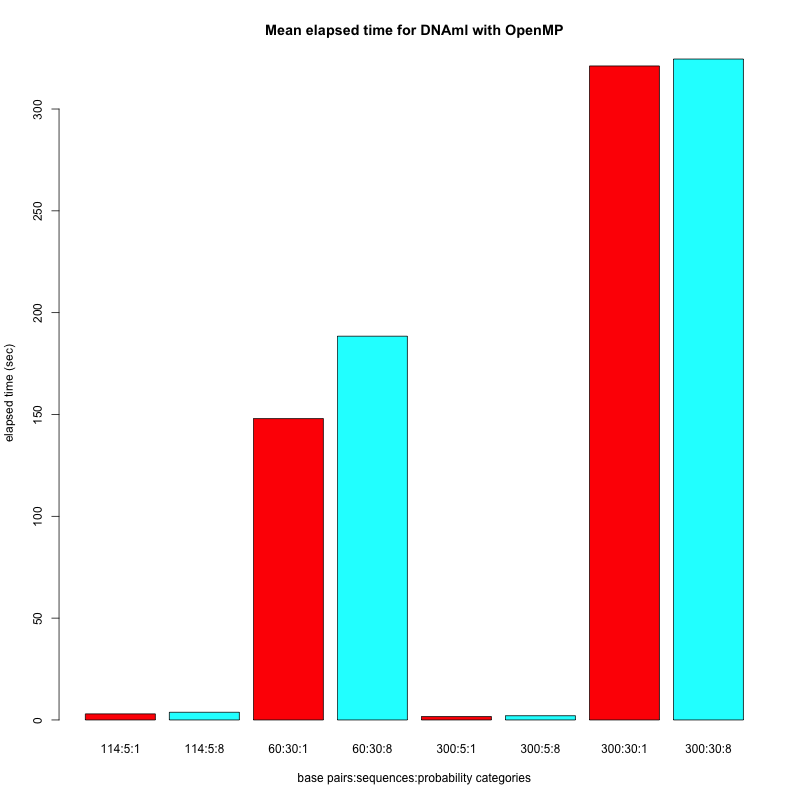 Mean elapsed time for DNAml with OpenMP
elapsed time (sec)
300
250
200
150
100
50
0
114:5:1 114:5:8 60:30:1 60:30:8 300:5:1 300:5:8 300:30:1 300:30:8
base pairs:sequences:probability categories